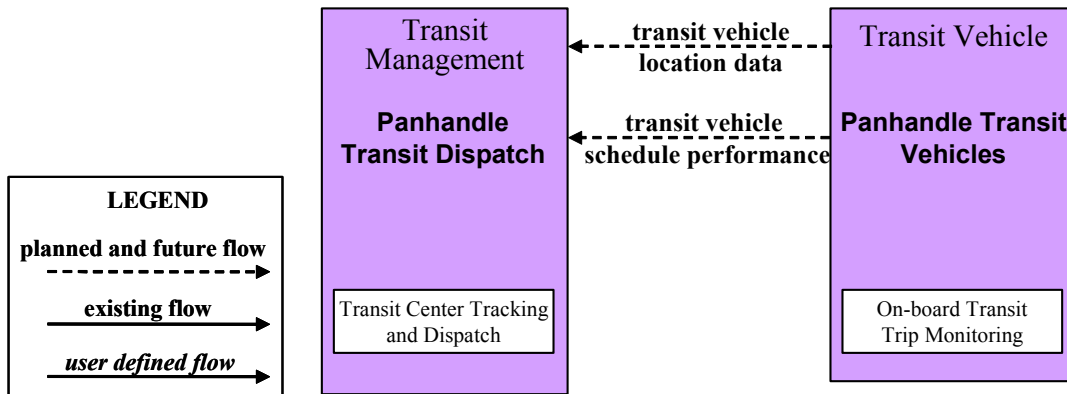 Transit
Management
Panhandle
Transit Dispatch
Transit Center Tracking
and Dispatch
transit vehicle
location data
transit vehicle
schedule performance
Transit Vehicle
Panhandle Transit
Vehicles
On-board Transit
Trip Monitoring
LEGEND
planned and future flow
existing flow
user defined flow